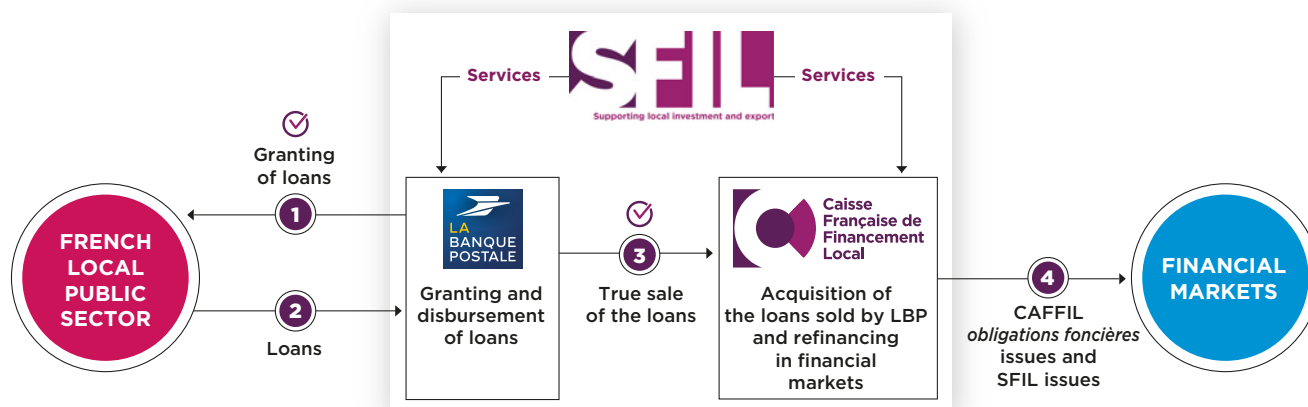 SFIL
Supporting local investment and export
Services
Services
Granting
of loans
1
FRENCH
LOCAL
PUBLIC
SECTOR
2
Loans
LA
BANQUE
POSTALE
Granting and
disbursement
of loans
3
True sale
of the loans
Caisse
Française de
Financement
Local
Acquisition of
the loans sold by LBP
and refinancing
in financial
markets
4
CAFFIL
obligations foncières
issues and
SFIL issues
FINANCIAL
MARKETS